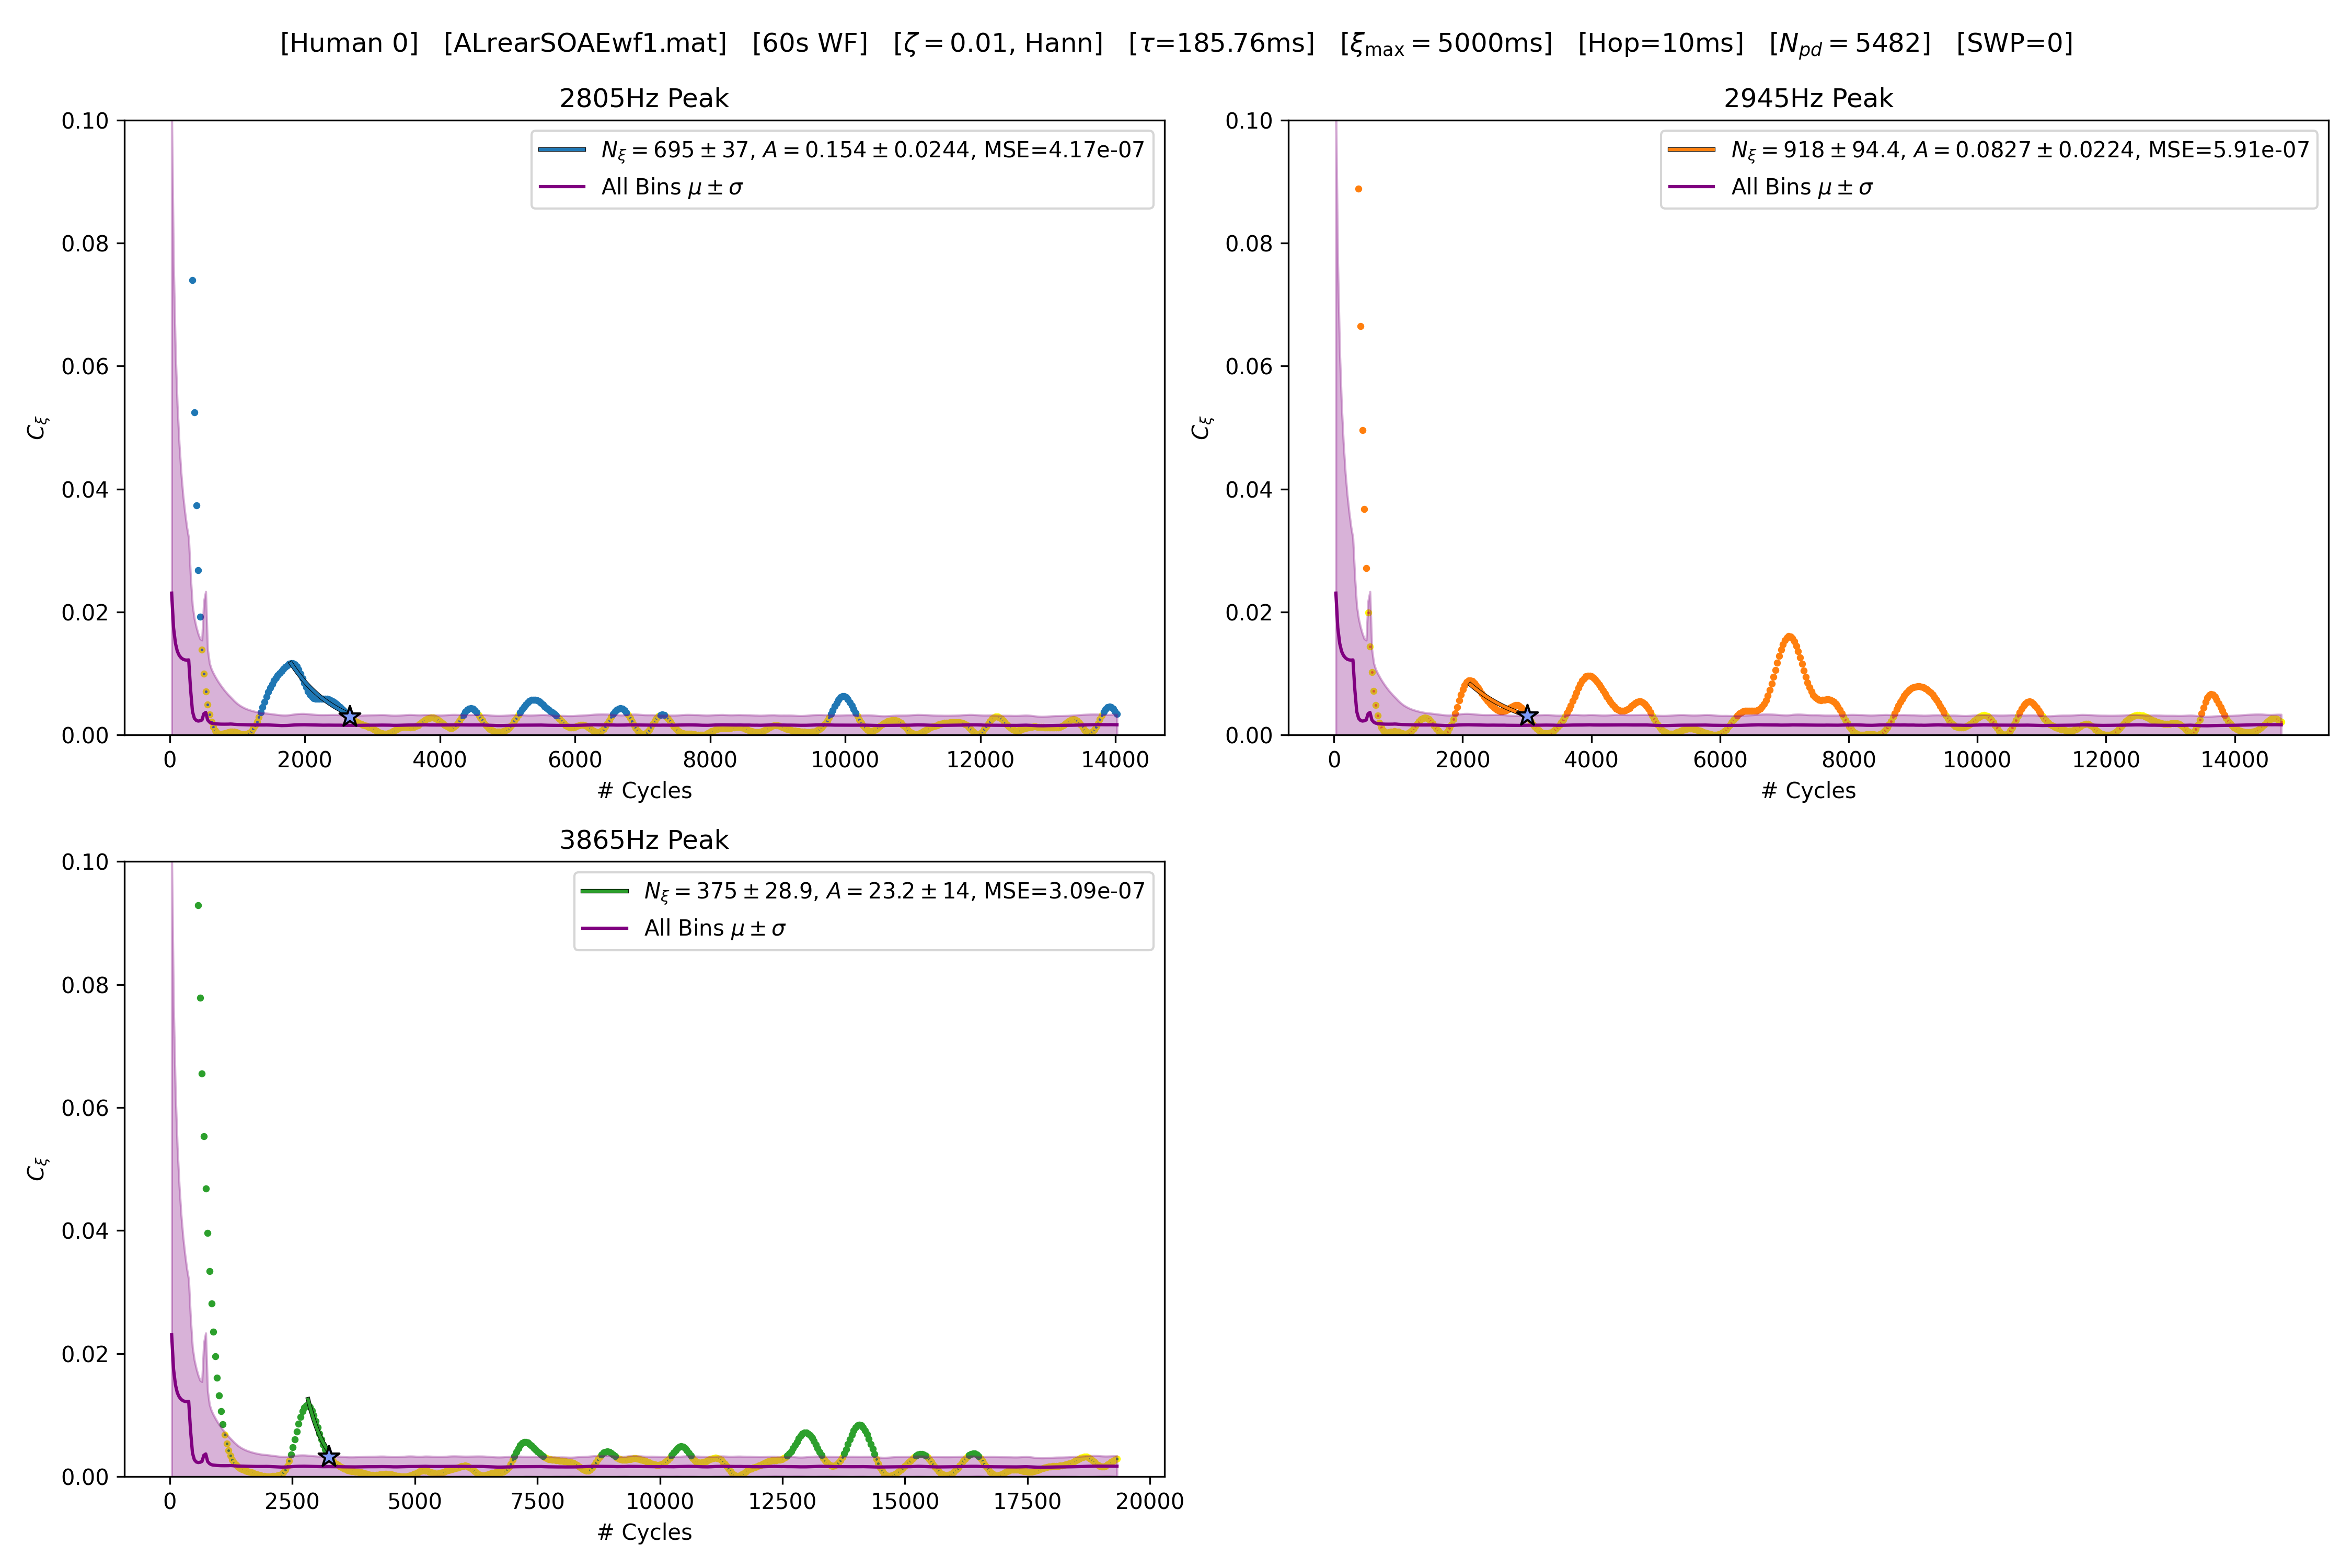 [Human 0] [ALrearSOAEwf1.mat] [60s WF] [ζ = 0.01, Hann] [τ=185.76ms] [ξmax = 5000ms] [Hop=10ms] [Npd = 5482] [SWP=0]
2805Hz Peak
0.10
0.08
0.06
0.04
0.02
0.00
Cξ
Nξ = 695 ± 37, A = 0.154 ± 0.0244, MSE=4.17e-07
All Bins μ ± σ
0 2000 4000 6000 8000 10000 12000 14000
# Cycles
2945Hz Peak
0.10
0.08
0.06
0.04
0.02
0.00
Cξ
Nξ = 918 ± 94.4, A = 0.0827 ± 0.0224, MSE=5.91e-07
All Bins μ ± σ
0 2000 4000 6000 8000 10000 12000 14000
# Cycles
3865Hz Peak
0.10
0.08
0.06
0.04
0.02
0.00
Cξ
Nξ = 375 ± 28.9, A = 23.2 ± 14, MSE=3.09e-07
All Bins μ ± σ
0 2500 5000 7500 10000 12500 15000 17500 20000
# Cycles